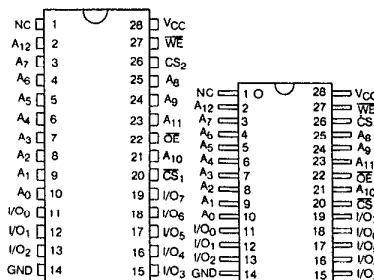 NC 1 28 VCC
A12 2 27 WE
A7 3 26 CS2
A6 4 25 A8
A5 5 24 A9
A4 6 23 A11
A3 7 22 OE
A2 8 21 A10
A1 9 20 CS1
A0 10 19 I/O7
I/O0 11 18 I/O6
I/O1 12 17 I/O5
I/O2 13 16 I/O4
GND 14 15 I/O3
NC 1 28 VCC
A12 2 27 WE
A7 3 26
A6 4 25 A8
A5 5 24 A9
A4 6 23 A11
A3 7 22 OE
A2 8 21 A10
A1 9 20
A0 10 19
I/O0 11 18
I/O1 12 17
I/O2 13 16
GND 14 15